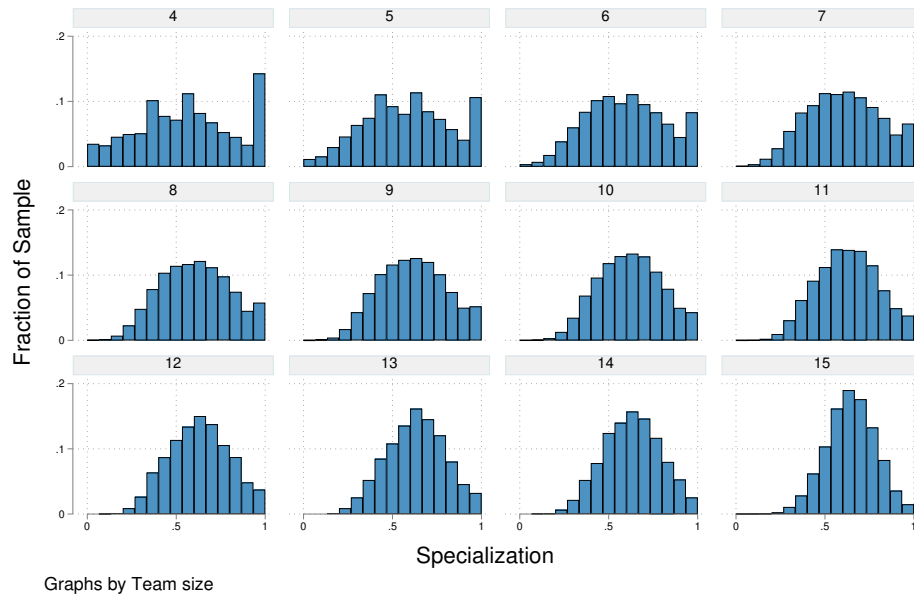 4 5 6 7
.2
.1
0
8 9 10 11
.2
.1
0
12 13 14 15
.2
.1
0
0 .5 1 0 .5 1 0 .5 1 0 .5 1
Fraction of Sample
Specialization
Graphs by Team size